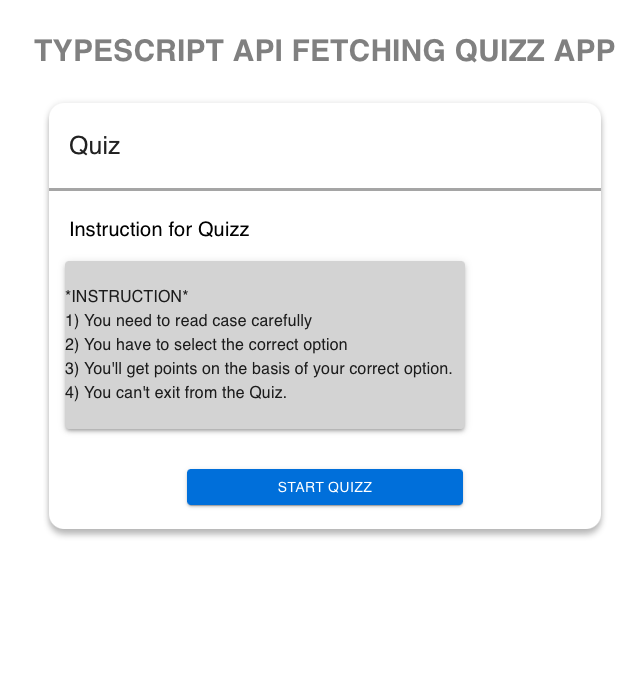 TYPESCRIPT API FETCHING QUIZZ APP
Quiz
Instruction for Quizz
*INSTRUCTION*
1) You need to read case carefully
2) You have to select the correct option
3) You'll get points on the basis of your correct option.
4) You can't exit from the Quiz.
START QUIZZ